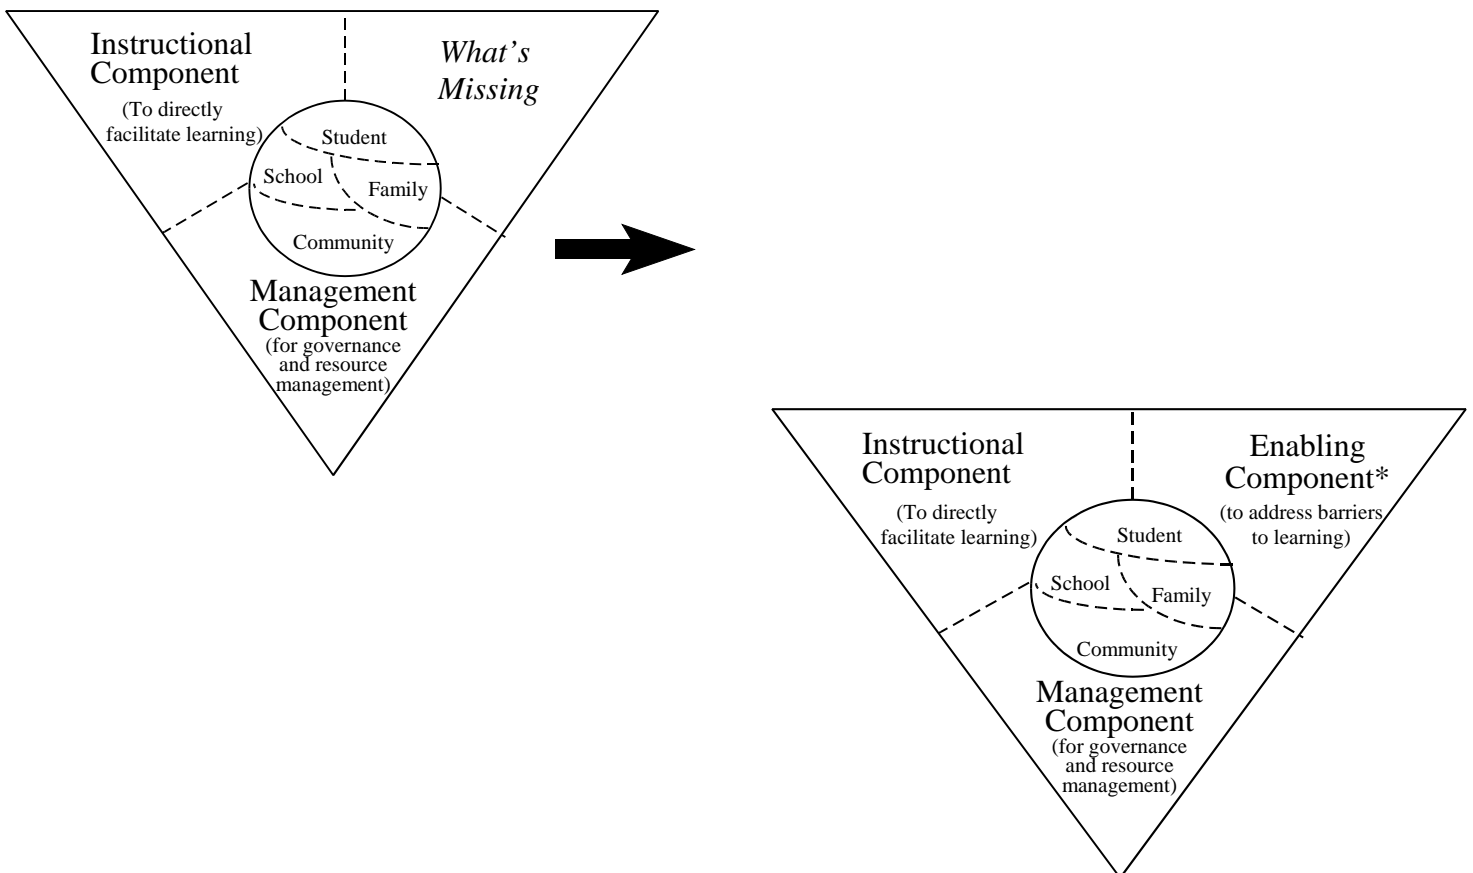 Instructional
Component
(To directly
facilitate learning)
What's
Missing
Student
School
Family
Community
Management
Component
(for governance
and resource
management)
Instructional
Component
(To directly
facilitate learning)
Enabling
Component*
(to address barriers
to learning)
Student
School
Family
Community
Management
Component
(for governance
and resource
management)